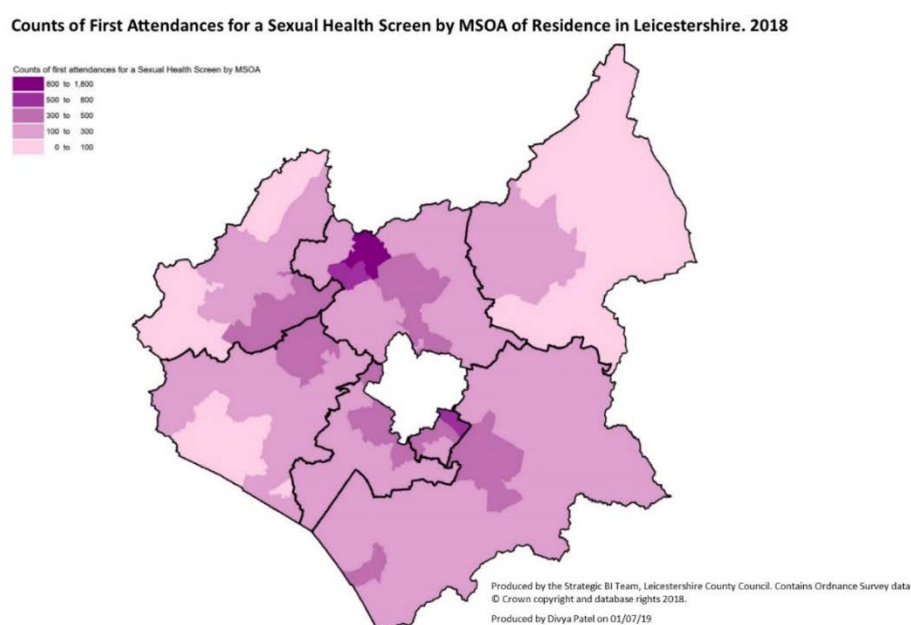 Counts of First Attendances for a Sexual Health Screen by MSOA of Residence in Leicestershire. 2018
Counts of first attendances for a Sexual Health Screen by MSOA
800 to 1,800
500 to 800
300 to 500
100 to 300
0 to 100
Produced by the Strategic BI Team, Leicestershire County Council. Contains Ordnance Survey data
© Crown copyright and database rights 2018.
Produced by Divya Patel on 01/07/19